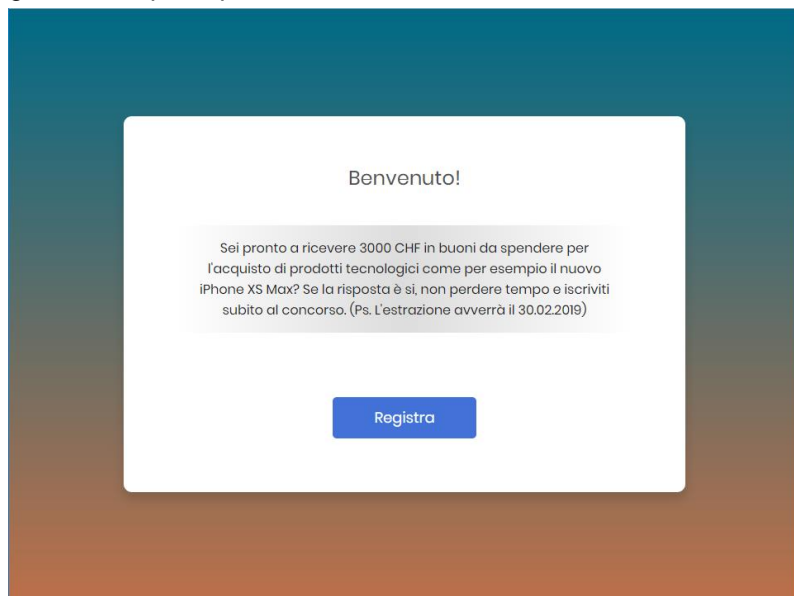 Benvenuto!
Sei pronto a ricevere 3000 CHF in buoni da spendere per
l'acquisto di prodotti tecnologici come per esempio il nuovo
iPhone XS Max? Se la risposta è si, non perdere tempo e iscriviti
subito al concorso. (Ps. L'estrazione avverrà il 30.02.2019)
Registra